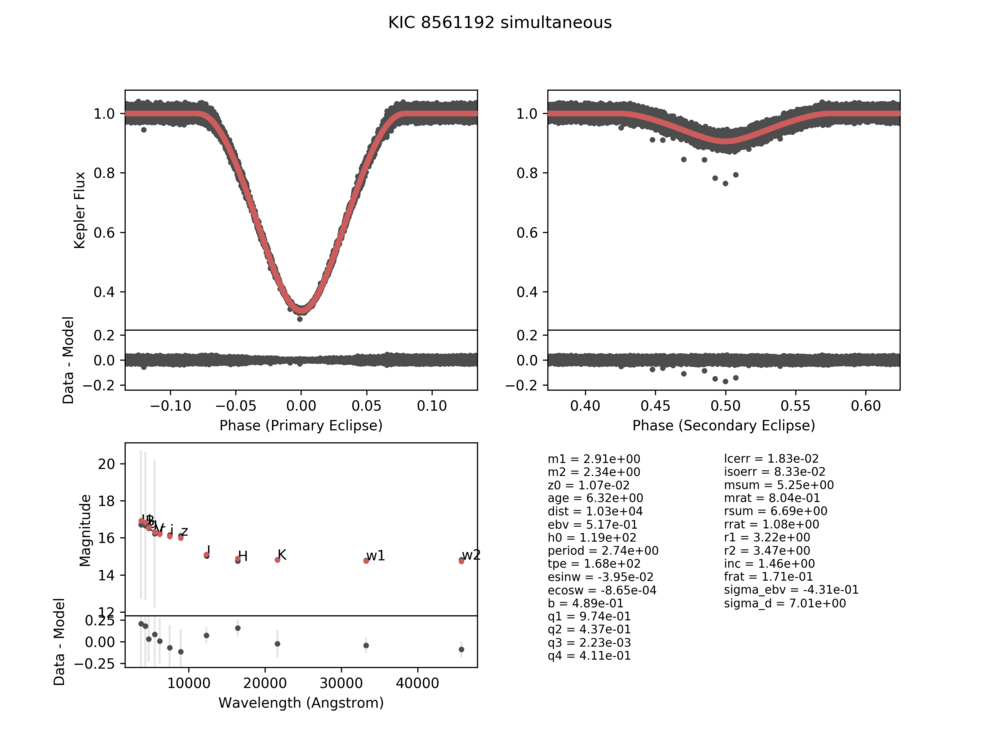 KIC 8561192 simultaneous
Kepler Flux
1.0
0.8
0.6
0.4
1.0
0.8
0.6
0.4
Data - Model
0.2
0.0
−0.2
0.2
0.0
−0.2
−0.10 −0.05 0.00 0.05 0.10
Phase (Primary Eclipse)
0.40 0.45 0.50 0.55 0.60
Phase (Secondary Eclipse)
Magnitude
20
18
16
14
12
i z
J
H
K
w1
w2
Data - Model
0.25
0.00
−0.25
10000 20000 30000 40000
Wavelength (Angstrom)
m1 = 2.91e+00
m2 = 2.34e+00
z0 = 1.07e-02
age = 6.32e+00
dist = 1.03e+04
ebv = 5.17e-01
h0 = 1.19e+02
period = 2.74e+00
tpe = 1.68e+02
esinw = -3.95e-02
ecosw = -8.65e-04
b = 4.89e-01
q1 = 9.74e-01
q2 = 4.37e-01
q3 = 2.23e-03
q4 = 4.11e-01
lcerr = 1.83e-02
isoerr = 8.33e-02
msum = 5.25e+00
mrat = 8.04e-01
rsum = 6.69e+00
rrat = 1.08e+00
r1 = 3.22e+00
r2 = 3.47e+00
inc = 1.46e+00
frat = 1.71e-01
sigma_ebv = -4.31e-01
sigma_d = 7.01e+00